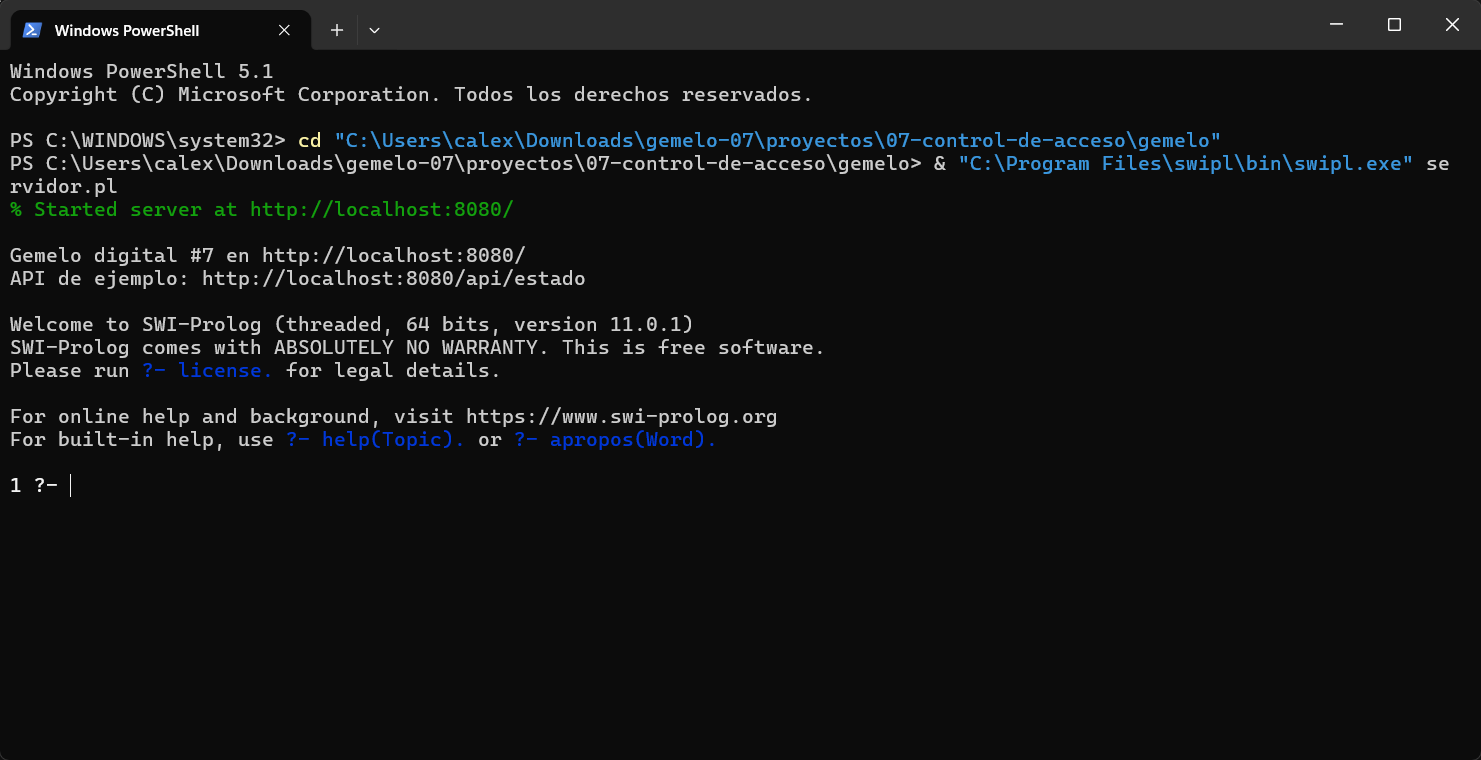 Windows PowerShell
Windows PowerShell 5.1
Copyright (C) Microsoft Corporation. Todos los derechos reservados.
PS C:\WINDOWS\system32> cd "C:\Users\calex\Downloads\gemelo-07\proyectos\07-control-de-acceso\gemelo"
PS C:\Users\calex\Downloads\gemelo-07\proyectos\07-control-de-acceso\gemelo> & "C:\Program Files\swipl\bin\swipl.exe" se
rvidor.pl
% Started server at http://localhost:8080/
Gemelo digital #7 en http://localhost:8080/
API de ejemplo: http://localhost:8080/api/estado
Welcome to SWI-Prolog (threaded, 64 bits, version 11.0.1)
SWI-Prolog comes with ABSOLUTELY NO WARRANTY. This is free software.
Please run ?- license. for legal details.
For online help and background, visit https://www.swi-prolog.org
For built-in help, use ?- help(Topic). or ?- apropos(Word).
1 ?-